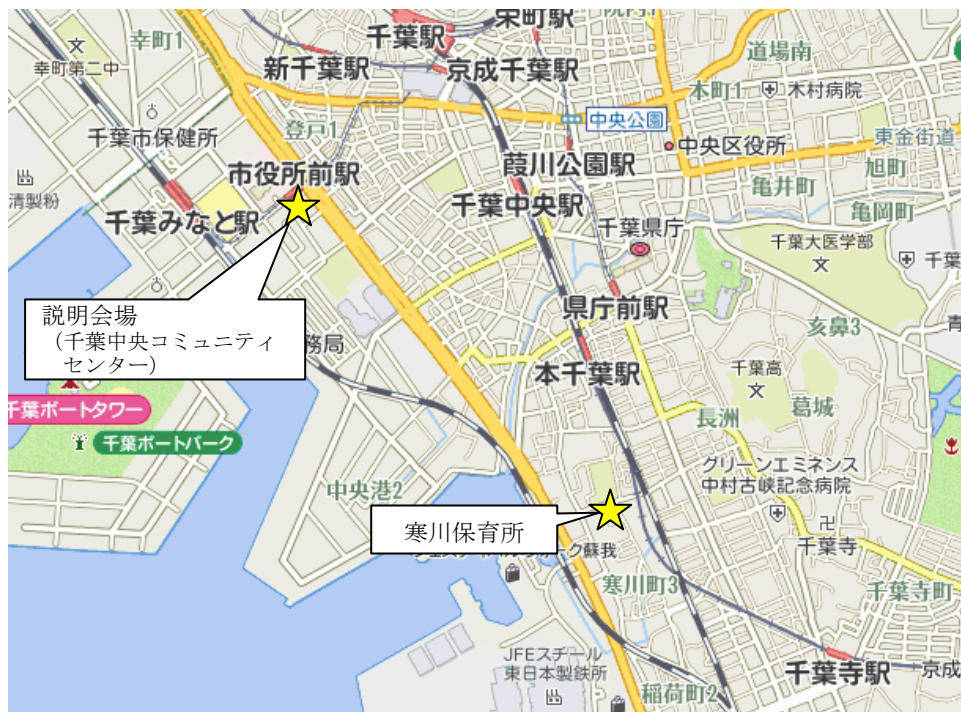 栄町駅
幸町1
千葉駅
道場南
幸町第二中
新千葉駅
京成千葉駅
本町1
木村病院
登戸1
中央公園
千葉市保健所
中央区役所
東金街道
旭町
市役所前駅
葭川公園駅
亀井町
清製粉
千葉中央駅
亀岡町
千葉みなと駅
千葉県庁
千葉大医学部
千葉
説明会場
（千葉中央コミュニティ
センター）
県庁前駅
亥鼻3
青
務局
本千葉駅
千葉高
葛城
千葉ポートタワー
長洲
千葉ポートパーク
グリーンエミネンス
中村古峡記念病院
中央港2
寒川保育所
千葉寺
ーク蘇我
寒川町3
千葉寺町
JFEスチール
東日本製鉄所
千葉寺駅
京成
稲荷町2